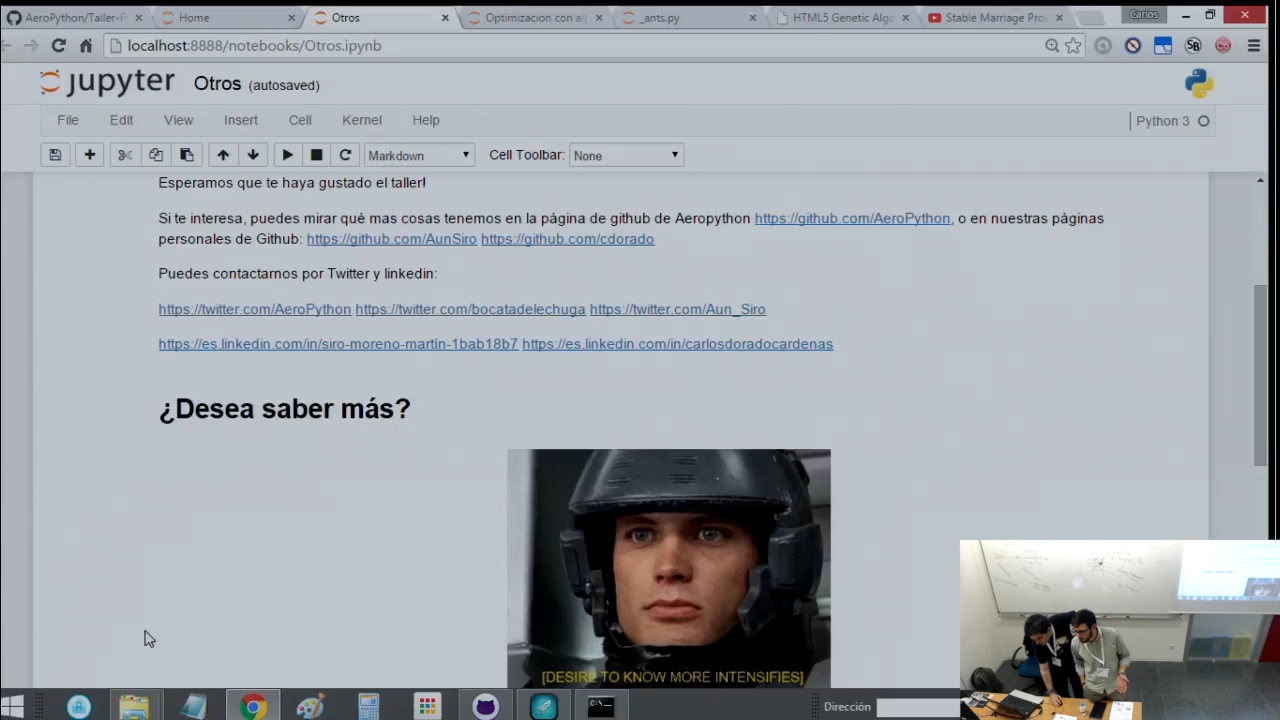 AeroPython/Taller-P
Home
Otros
Optimizacion con alg
_ants.py
HTML5 Genetic Algo
Stable Marriage Pro
Carlos
localhost:8888/notebooks/Otros.ipynb
jupyter Otros (autosaved)
File Edit View Insert Cell Kernel Help
Python 3
Markdown Cell Toolbar: None
Esperamos que te haya gustado el taller!
Si te interesa, puedes mirar qué mas cosas tenemos en la página de github de Aeropython https://github.com/AeroPython, o en nuestras páginas
personales de Github: https://github.com/AunSiro https://github.com/cdorado
Puedes contactarnos por Twitter y linkedin:
https://twitter.com/AeroPython https://twitter.com/bocatadelechuga https://twitter.com/Aun_Siro
https://es.linkedin.com/in/siro-moreno-martín-1bab18b7 https://es.linkedin.com/in/carlosdoradocardenas
¿Desea saber más?
[DESIRE TO KNOW MORE INTENSIFIES]
Dirección